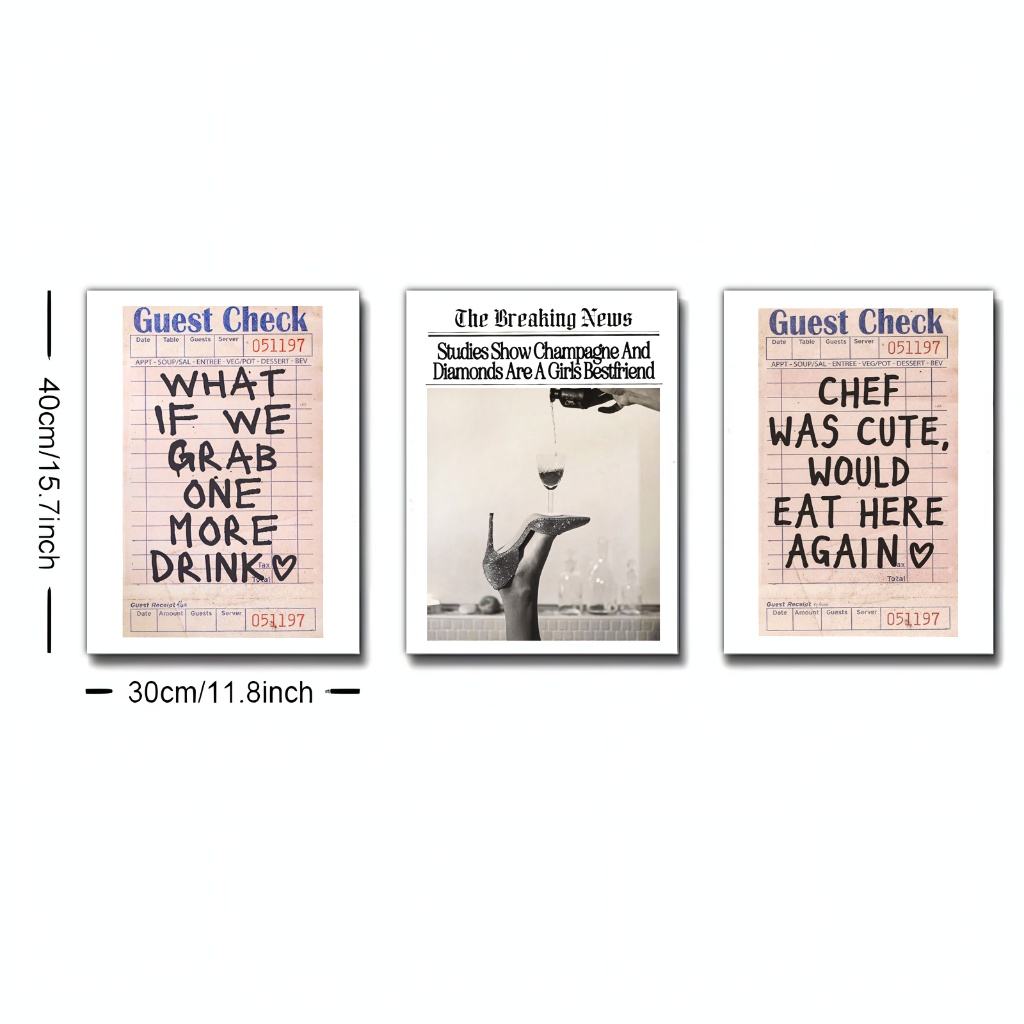 40cm/15.7inch
30cm/11.8inch
Guest Check
Date Table Guests Server 051197
APPT - SOUP/SAL - ENTREE - VEG/POT - DESSERT - BEV
WHAT
IF WE
GRAB
ONE
MORE
DRINK♡
Tax
Total
Guest Receipt
Date Amount Guests Server 051197
The Breaking News
Studies Show Champagne And
Diamonds Are A Girls Bestfriend
Guest Check
Date Table Guests Server 051197
APPT - SOUP/SAL - ENTREE - VEG/POT - DESSERT - BEV
CHEF
WAS CUTE,
WOULD
EAT HERE
AGAIN♡
Tax
Total
Guest Receipt
Date Amount Guests Server 051197